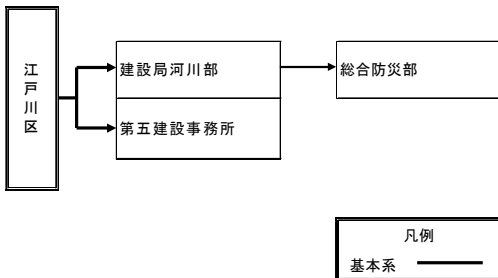 江戸川区
建設局河川部
総合防災部
第五建設事務所
凡例
基本系